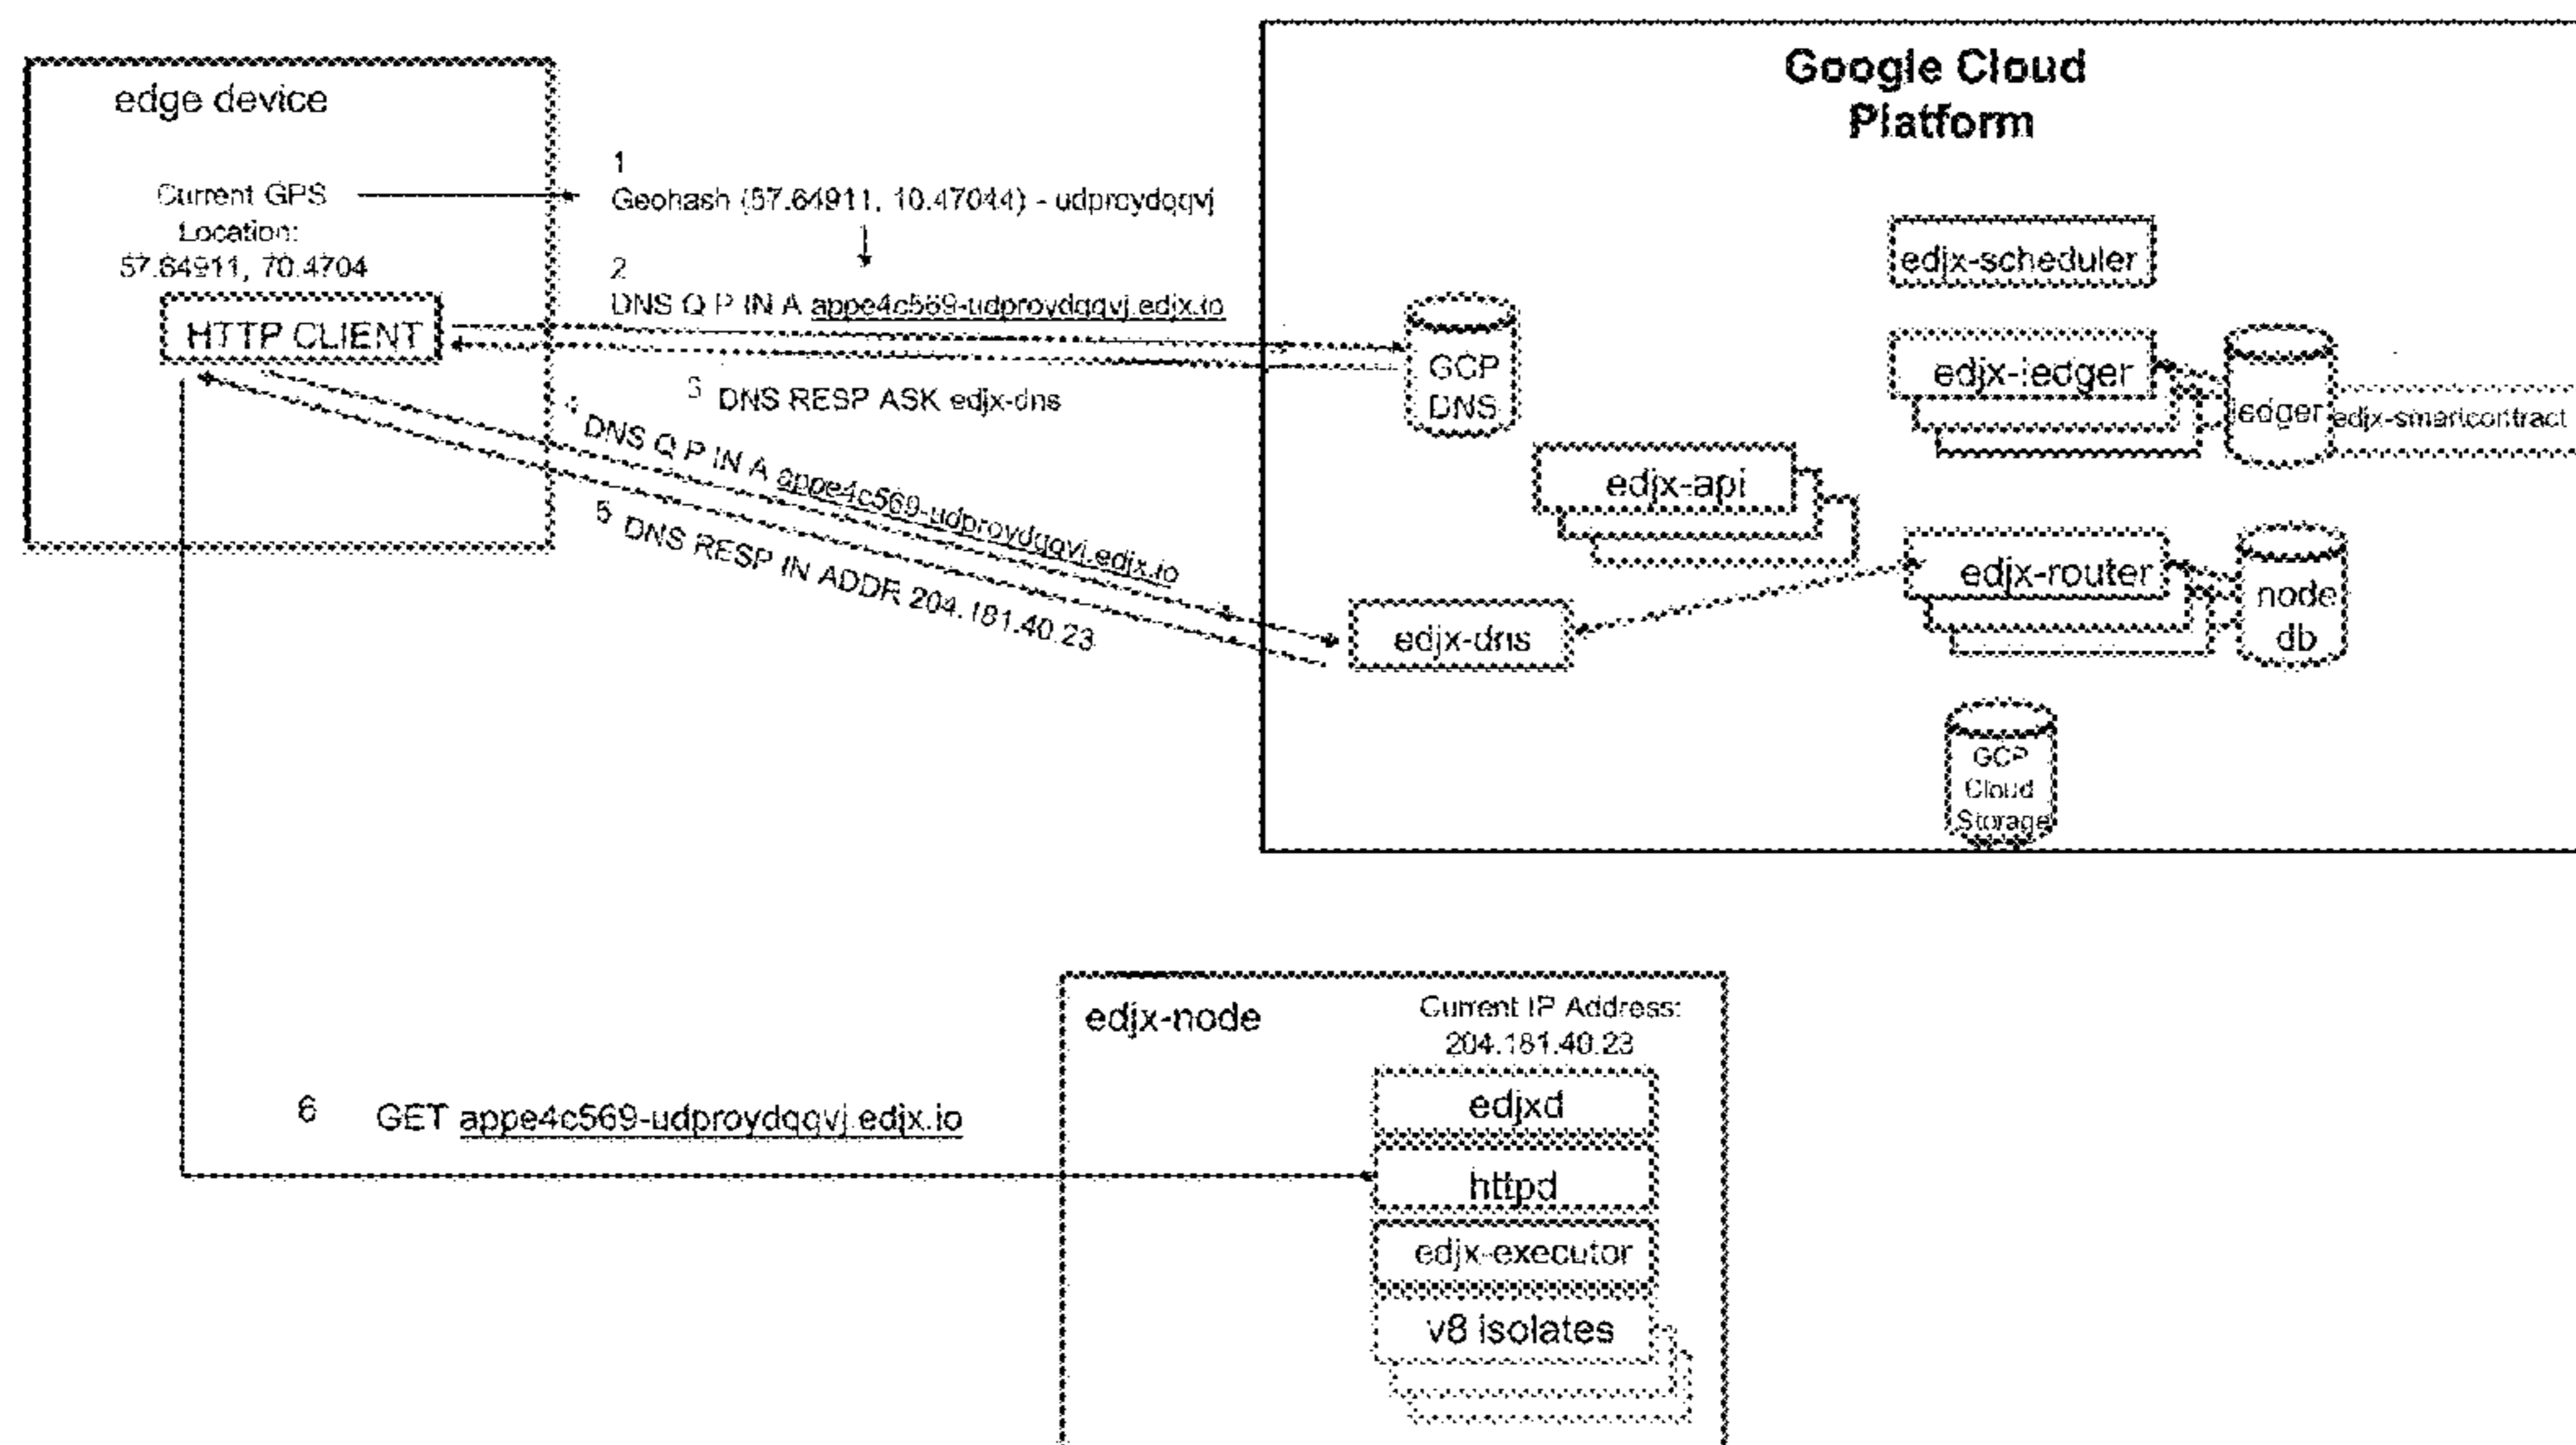 edge device
Current GPS
Location:
57.64911, 70.4704
HTTP CLIENT
1
Geohash (57.64911, 10.47044) - udproydqqvj
2
DNS Q P IN A appe4c569-udproydqqvj.edjx.io
3 DNS RESP ASK edjx-dns
4 DNS Q P IN A appe4c569-udproydqqvj.edjx.io
5 DNS RESP IN ADDR 204.181.40.23
Google Cloud
Platform
GCP
DNS
edjx-scheduler
edjx-ledger
ledger
edjx-smartcontract
edjx-api
edjx-router
node
db
edjx-dns
GCP
Cloud
Storage
6 GET appe4c569-udproydqqvj.edjx.io
edjx-node
Current IP Address:
204.181.40.23
edjxd
httpd
edjx-executor
v8 isolates